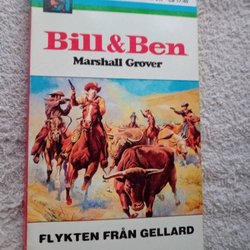 Bill&Ben
Marshall Grover
FLYKTEN FRÅN GELLARD